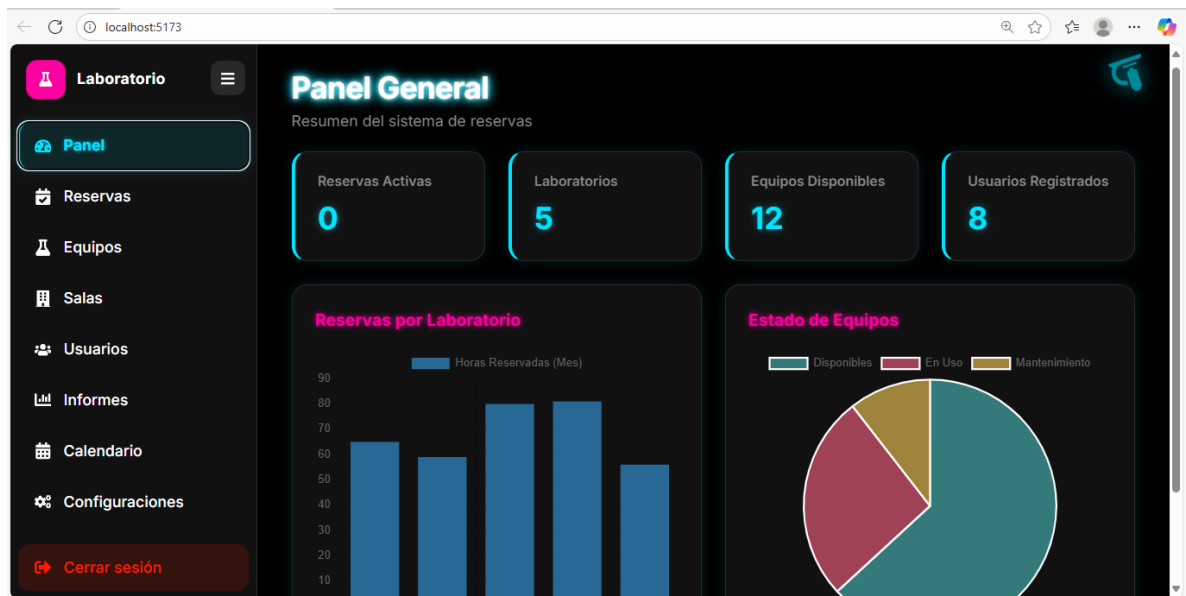 localhost:5173
Laboratorio
Panel
Reservas
Equipos
Salas
Usuarios
Informes
Calendario
Configuraciones
Cerrar sesión
Panel General
Resumen del sistema de reservas
Reservas Activas
0
Laboratorios
5
Equipos Disponibles
12
Usuarios Registrados
8
Reservas por Laboratorio
Horas Reservadas (Mes)
90
80
70
60
50
40
30
20
10
Estado de Equipos
Disponibles En Uso Mantenimiento